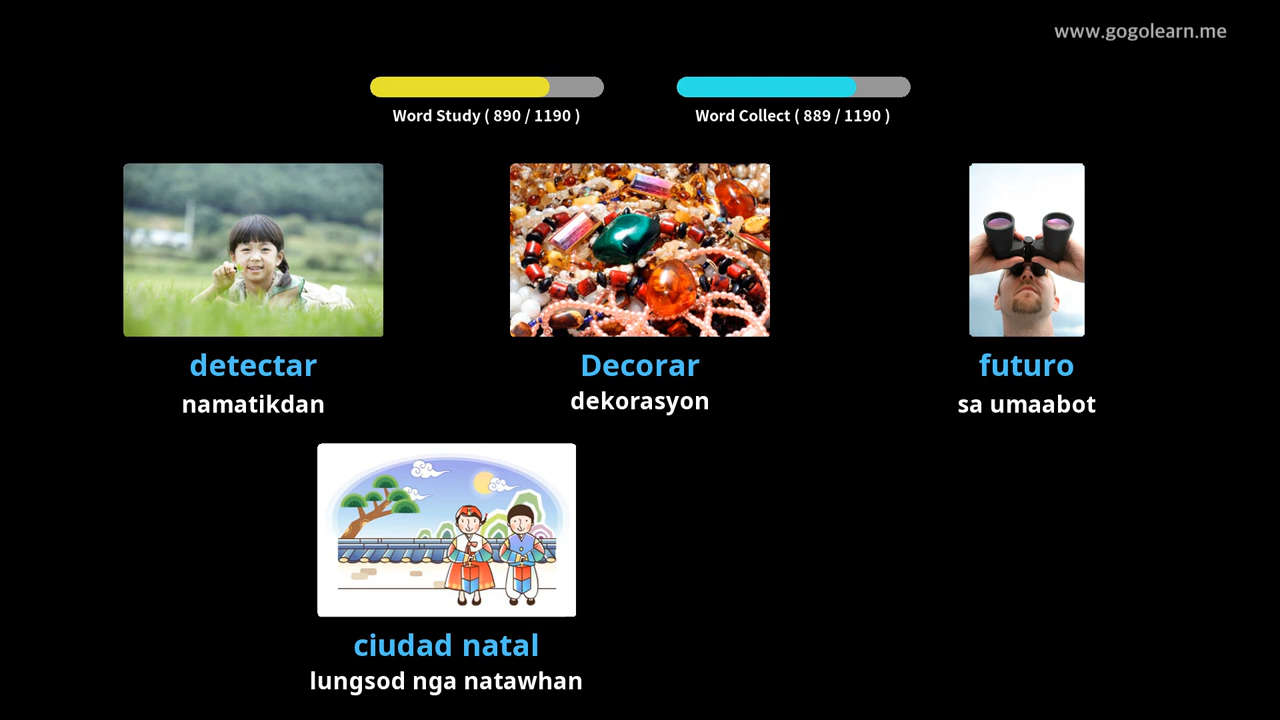 www.gogolearn.me
Word Study ( 890 / 1190 )
Word Collect ( 889 / 1190 )
detectar
namatikdan
Decorar
dekorasyon
futuro
sa umaabot
ciudad natal
lungsod nga natawhan